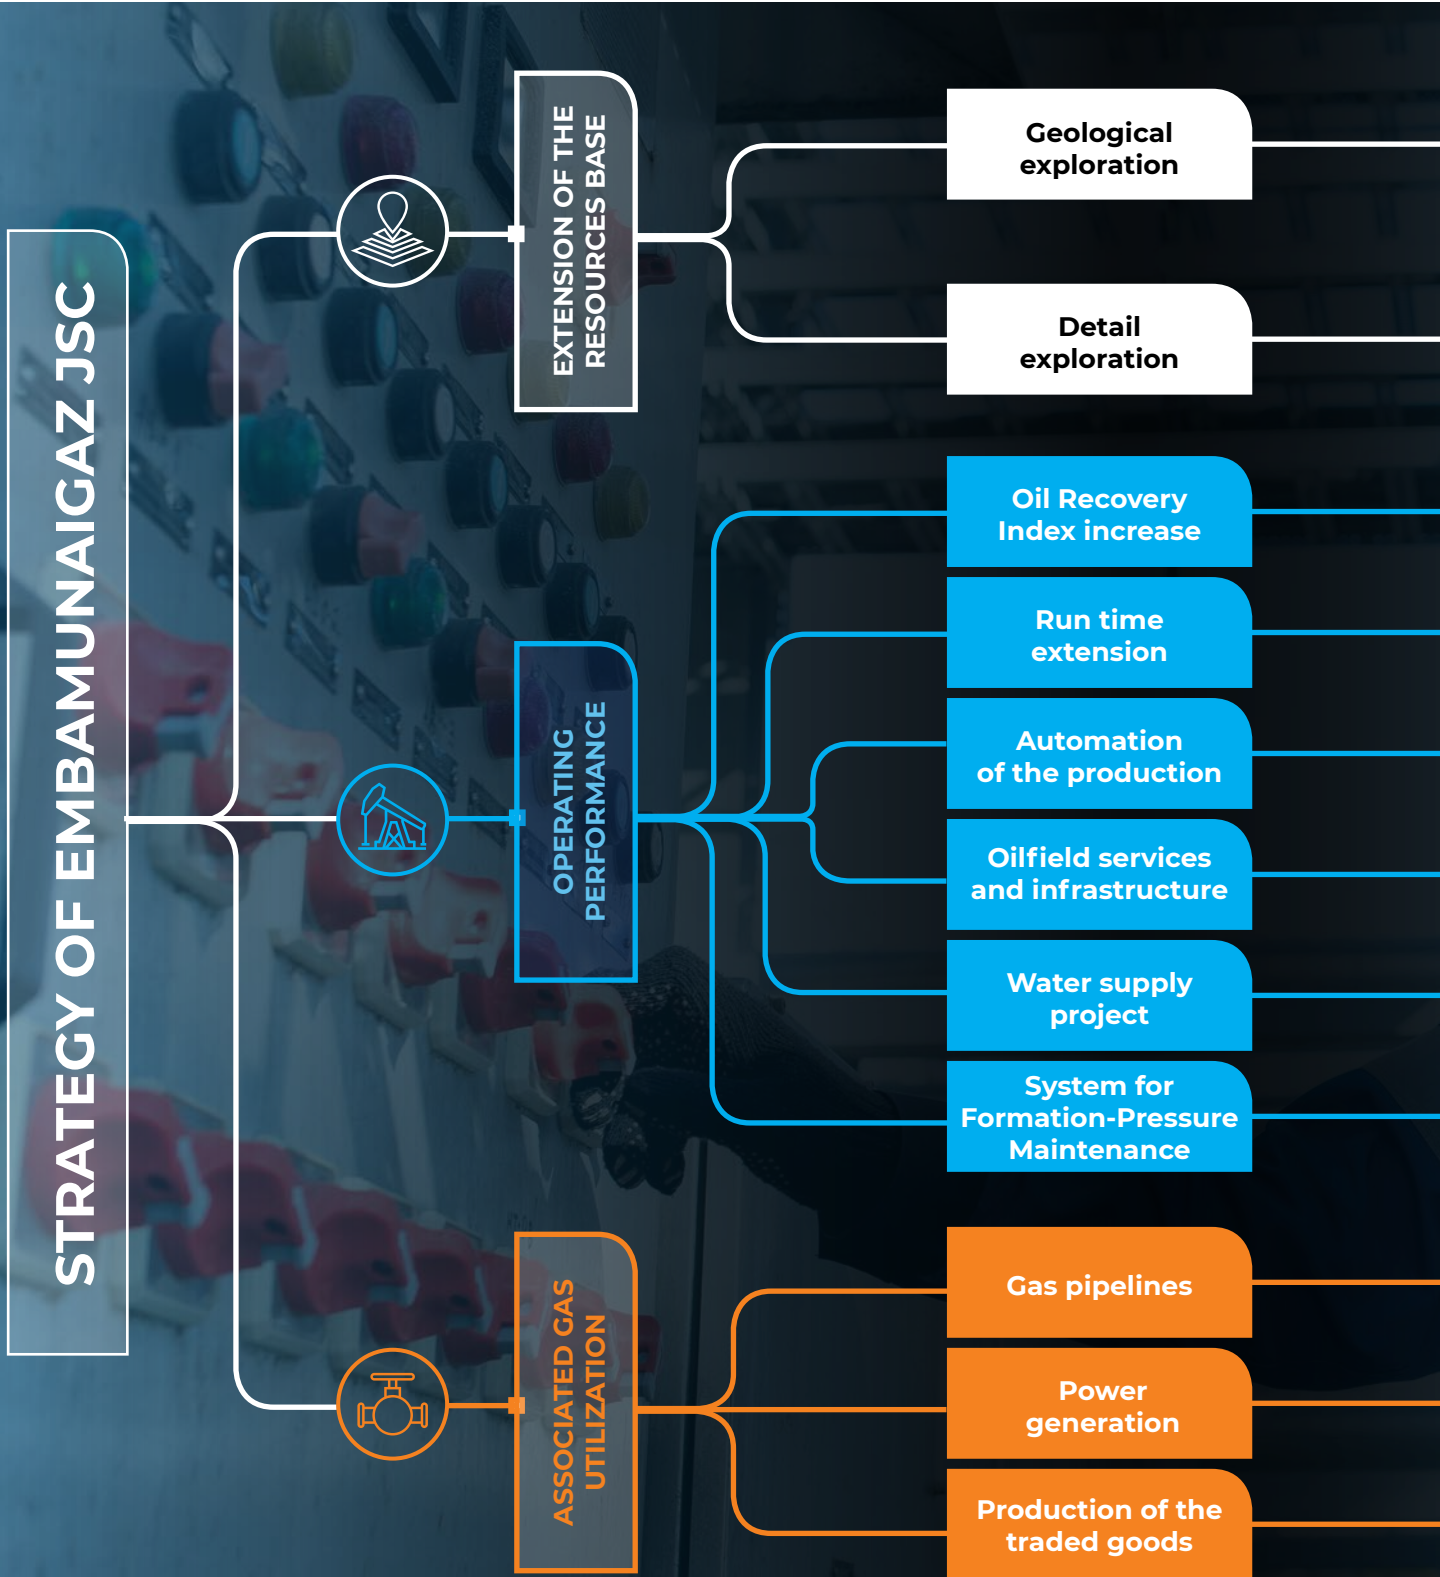 STRATEGY OF EMBAMUNAIGAZ JSC
EXTENSION OF THE
RESOURCES BASE
Geological
exploration
Detail
exploration
OPERATING
PERFORMANCE
Oil Recovery
Index increase
Run time
extension
Automation
of the production
Oilfield services
and infrastructure
Water supply
project
System for
Formation-Pressure
Maintenance
ASSOCIATED GAS
UTILIZATION
Gas pipelines
Power
generation
Production of the
traded goods